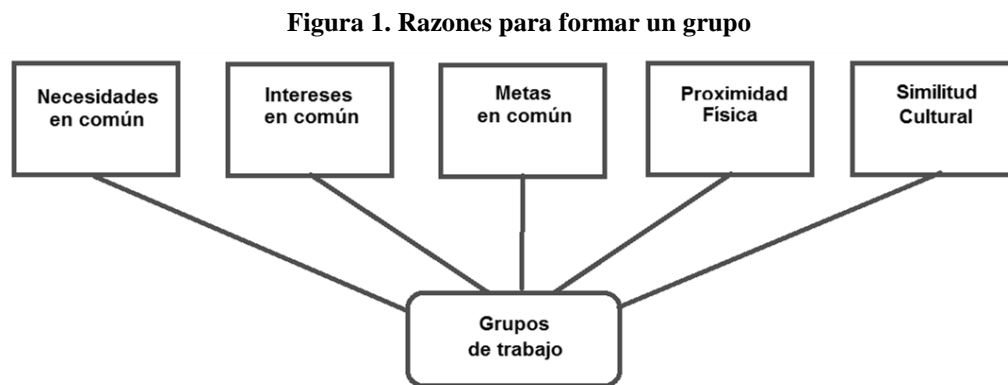 Figura 1. Razones para formar un grupo
Necesidades
en común
Intereses
en común
Metas
en común
Proximidad
Física
Similitud
Cultural
Grupos
de trabajo